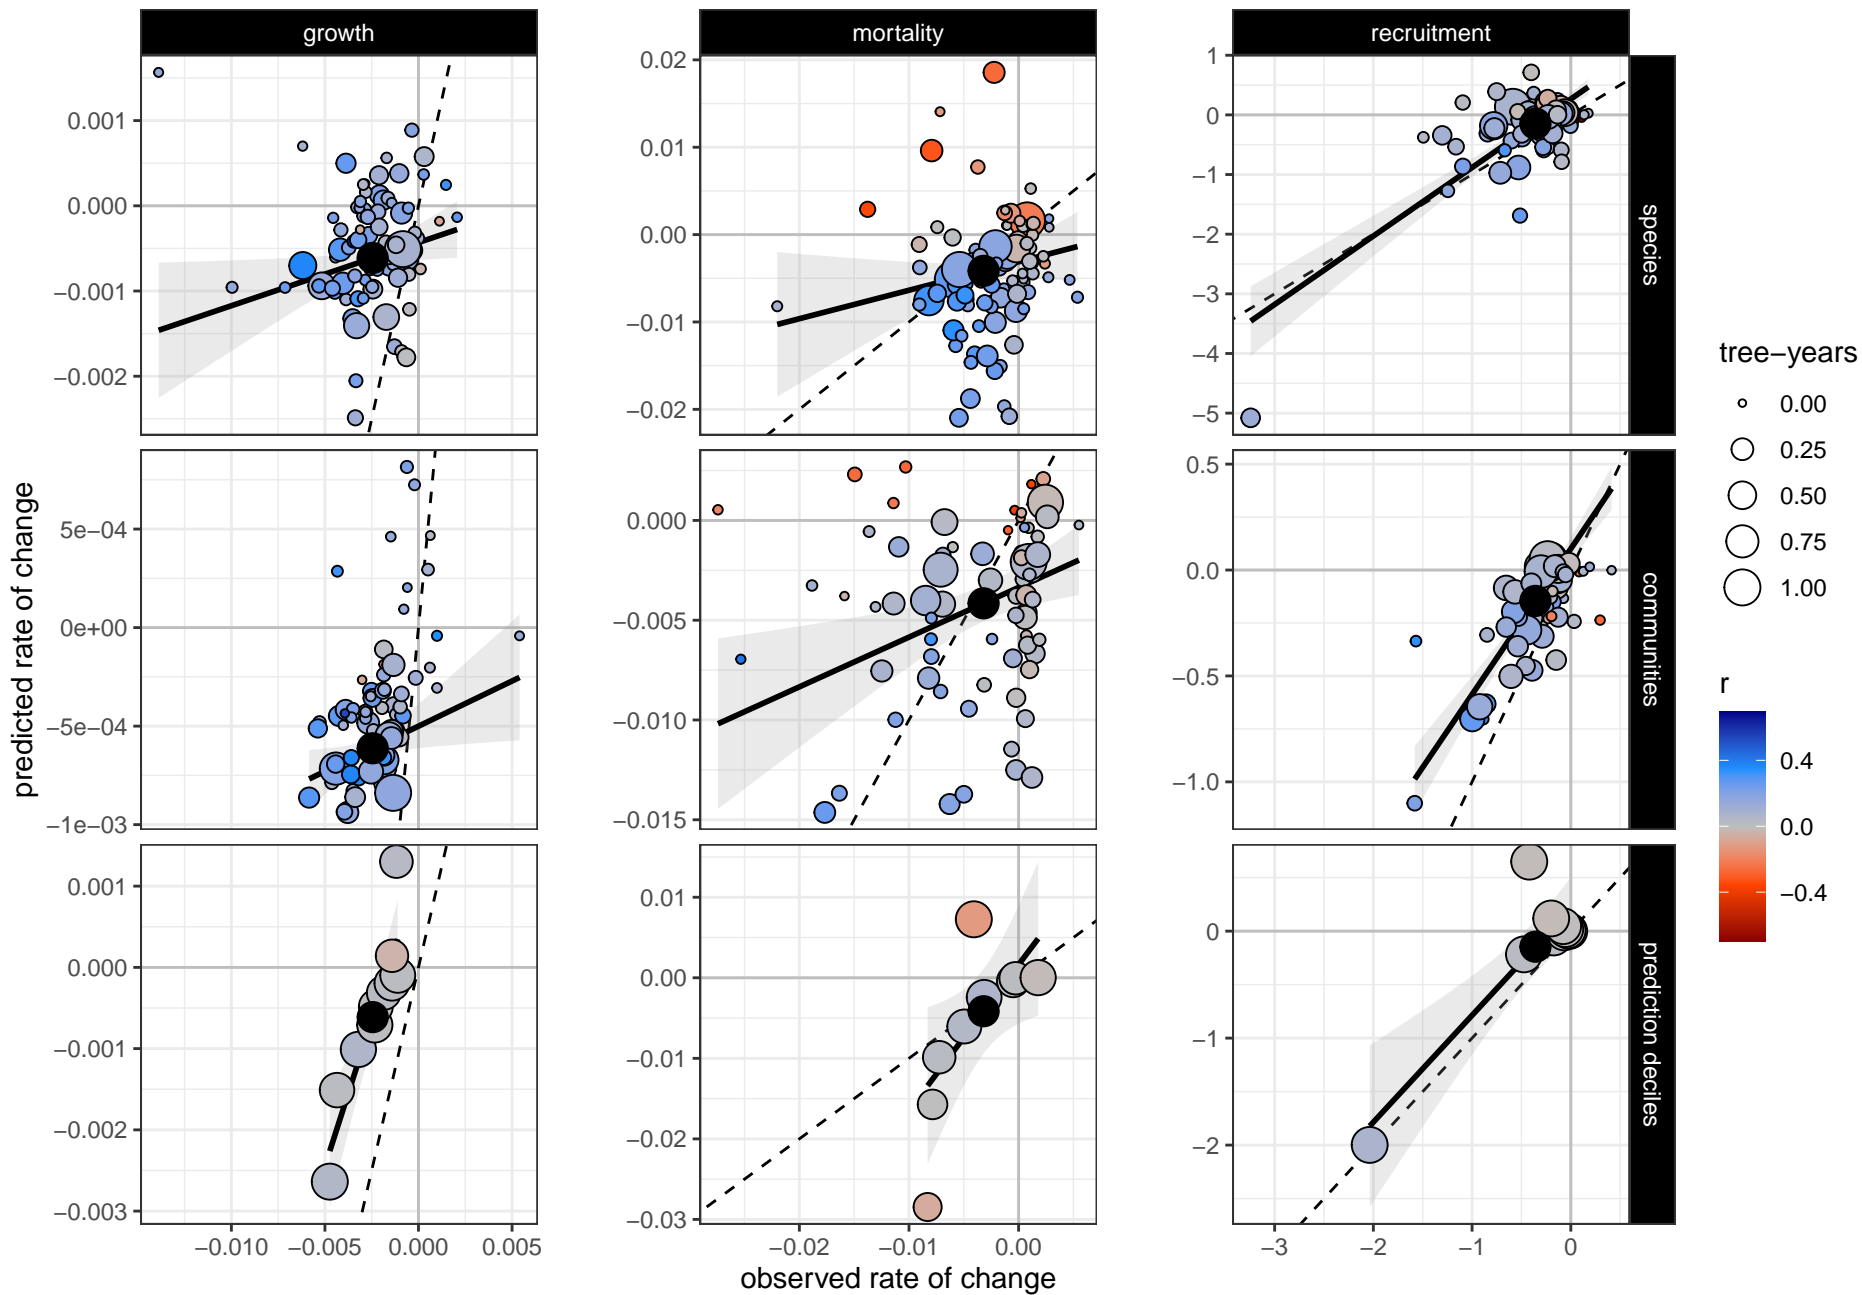 growth
mortality
recruitment
0.001
0.000
−0.001
−0.002
0.02
0.01
0.00
−0.01
−0.02
1
0
−1
−2
−3
−4
−5
species
5e−04
0e+00
−5e−04
−1e−03
0.000
−0.005
−0.010
−0.015
0.5
0.0
−0.5
−1.0
communities
0.001
0.000
−0.001
−0.002
−0.003
0.01
0.00
−0.01
−0.02
−0.03
0
−1
−2
prediction deciles
−0.010 −0.005 0.000 0.005
−0.02 −0.01 0.00
−3 −2 −1 0
observed rate of change
predicted rate of change
tree−years
0.00
0.25
0.50
0.75
1.00
r
0.4
0.0
−0.4